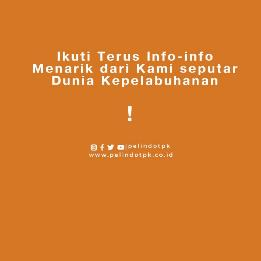 Ikuti Terus Info-info
Menarik dari Kami seputar
Dunia Kepelabuhanan
!
|pelindotpk
www.pelindotpk.co.id